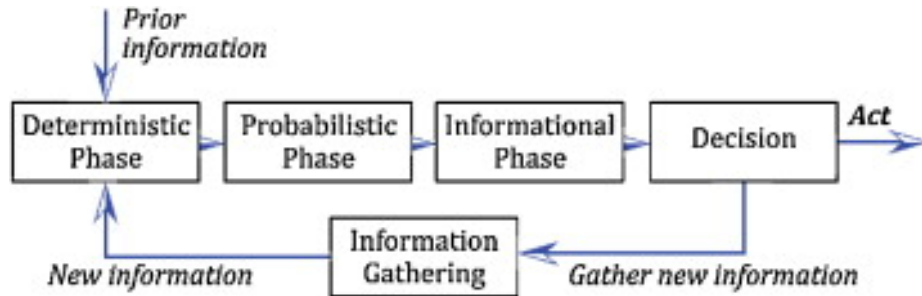 Prior
information
Deterministic
Phase
Probabilistic
Phase
Informational
Phase
Decision
Act
Information
Gathering
New information
Gather new information